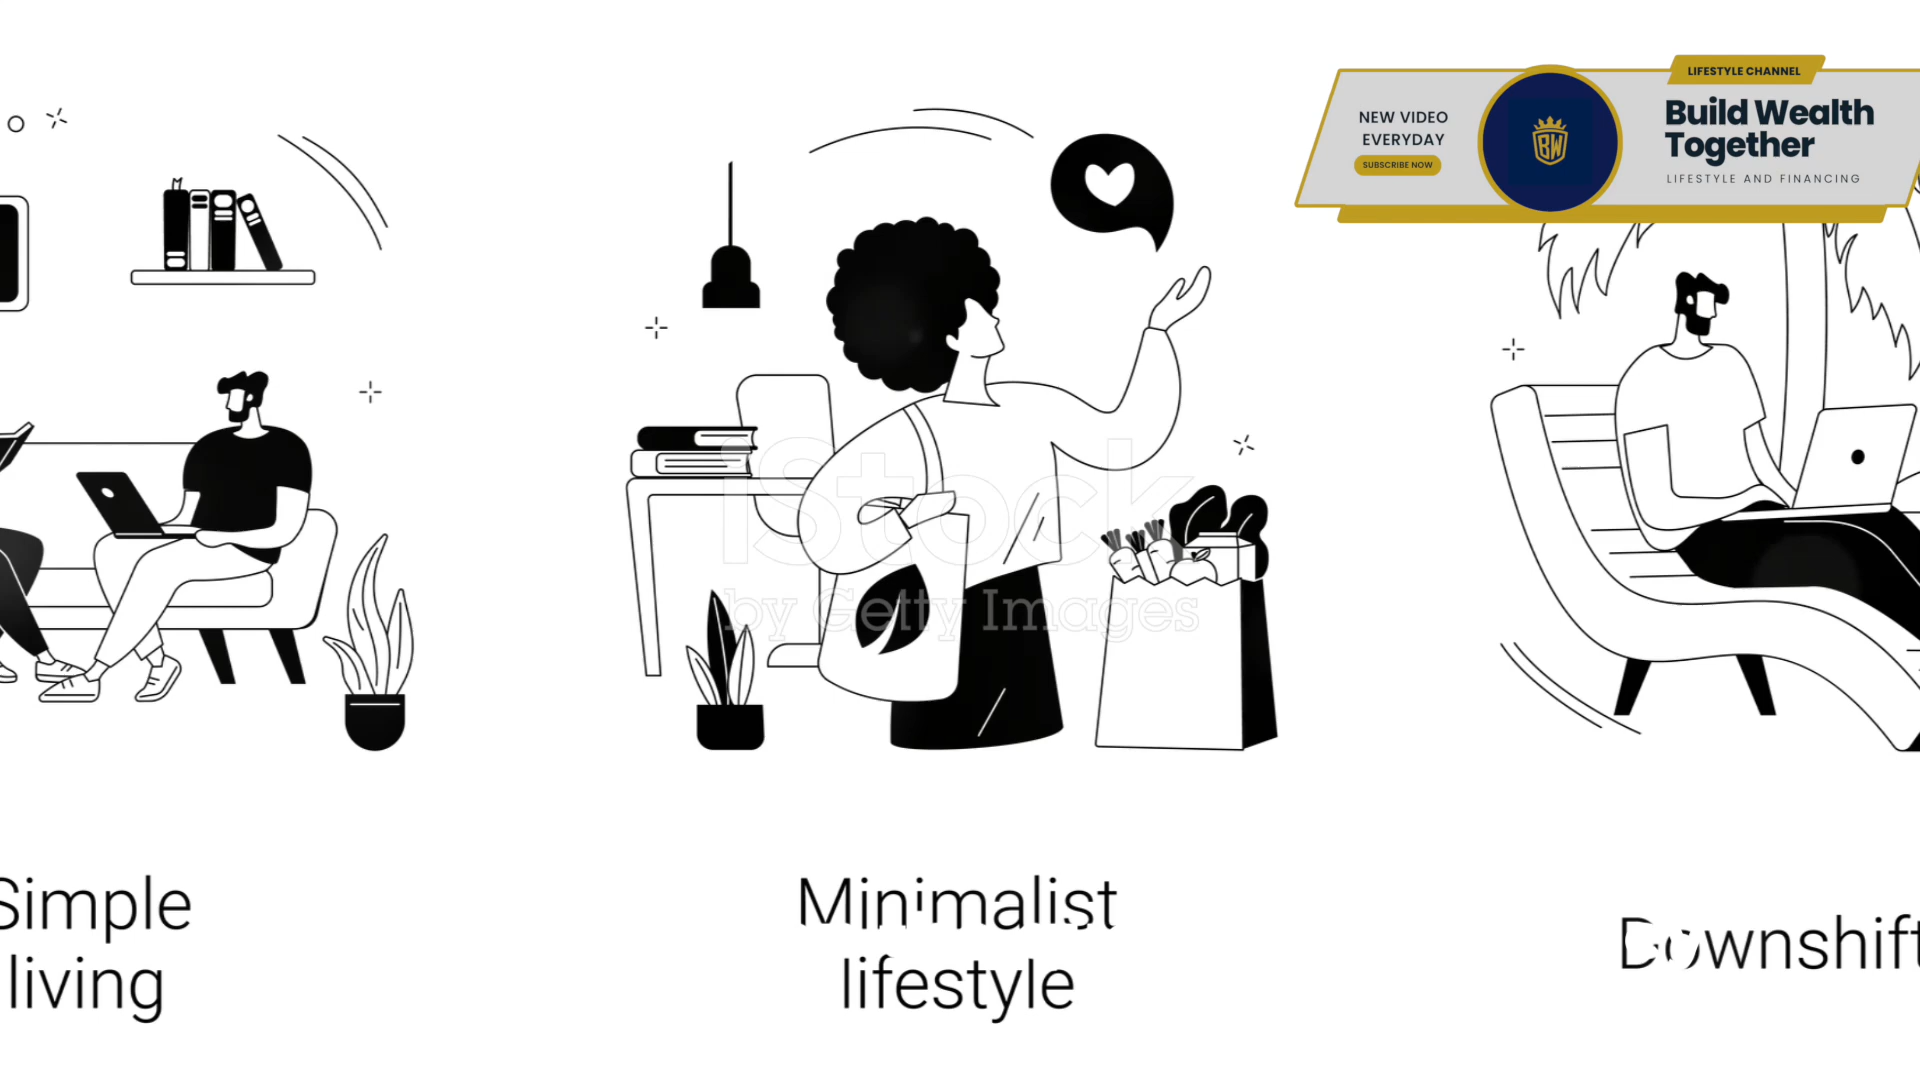 LIFESTYLE CHANNEL
NEW VIDEO
EVERYDAY
SUBSCRIBE NOW
BW
Build Wealth
Together
LIFESTYLE AND FINANCING
iStock
by Getty Images
Simple
living
Minimalist
lifestyle
Downshift